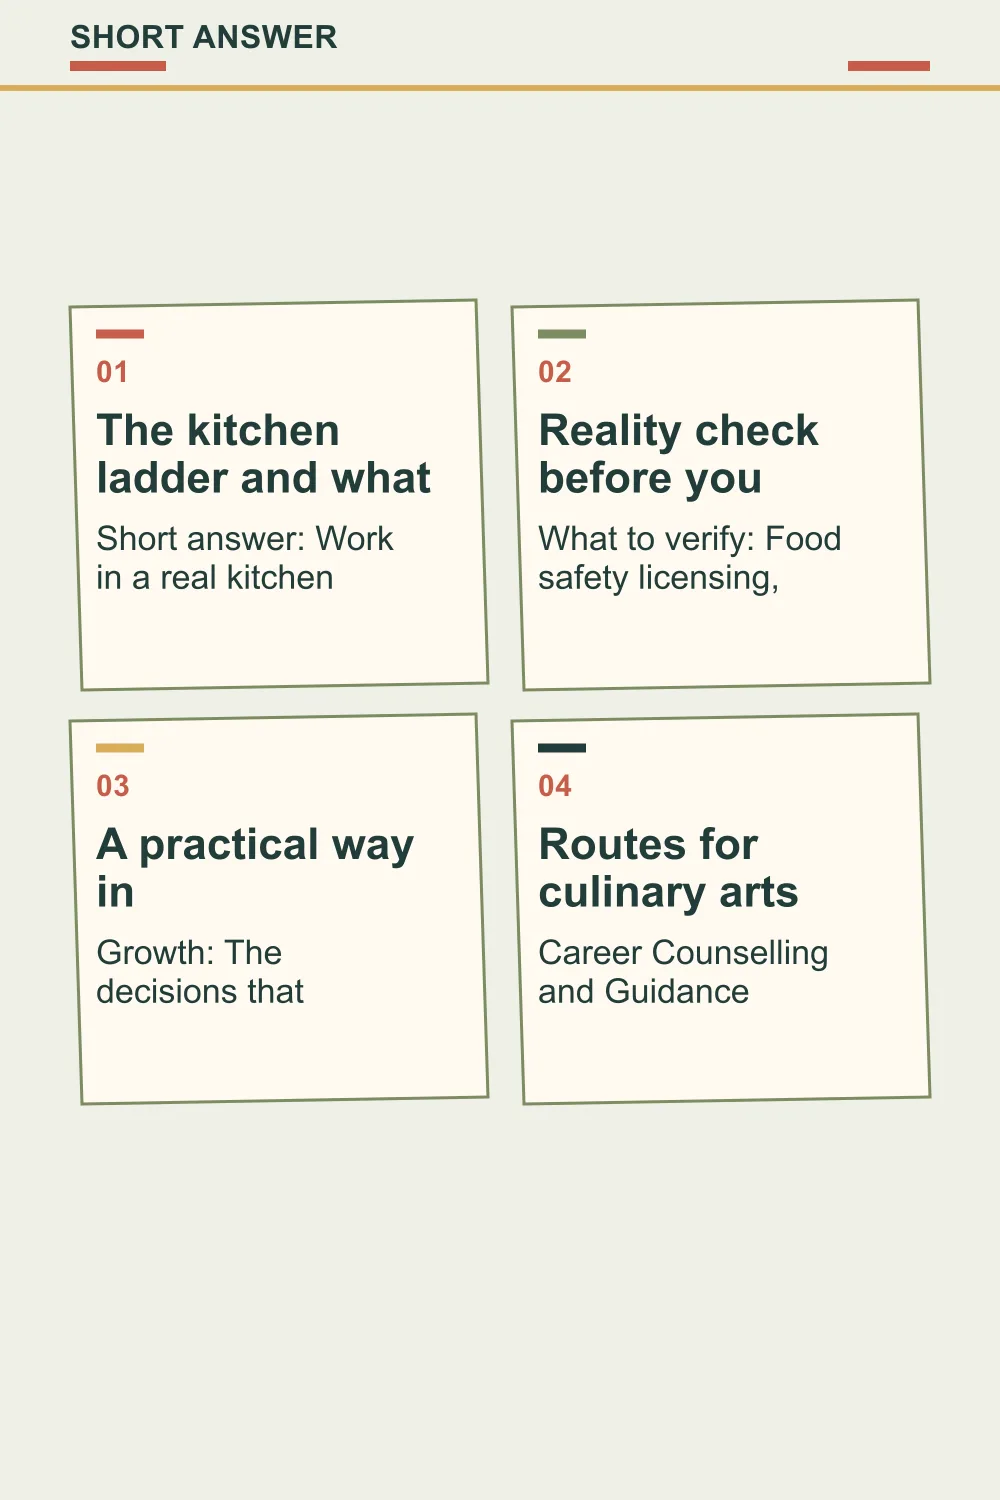 SHORT ANSWER
01
The kitchen
ladder and what
Short answer: Work
in a real kitchen
02
Reality check
before you
What to verify: Food
safety licensing,
03
A practical way
in
Growth: The
decisions that
04
Routes for
culinary arts
Career Counselling
and Guidance